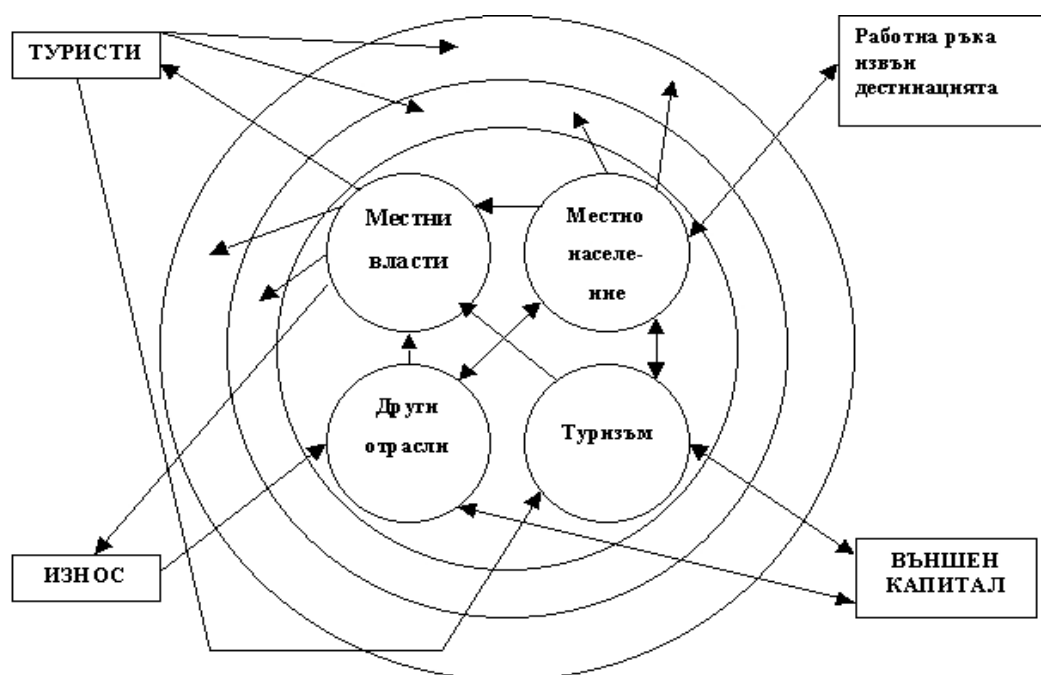 ТУРИСТИ
Работна ръка
извън
дестинацията
Местни
власти
Местно
населе-
ние
Други
отрасли
Туризъм
ИЗНОС
ВЪНШЕН
КАПИТАЛ